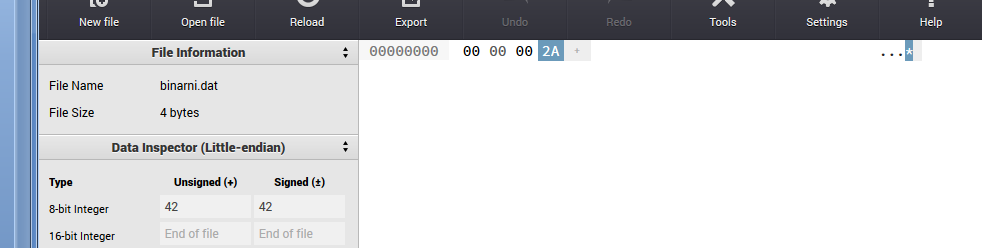 New file Open file Reload Export Undo Redo Tools Settings Help
File Information
00000000 00 00 00 2A + ...*
File Name binarni.dat
File Size 4 bytes
Data Inspector (Little-endian)
Type Unsigned (+) Signed (±)
8-bit Integer 42 42
16-bit Integer End of file End of file